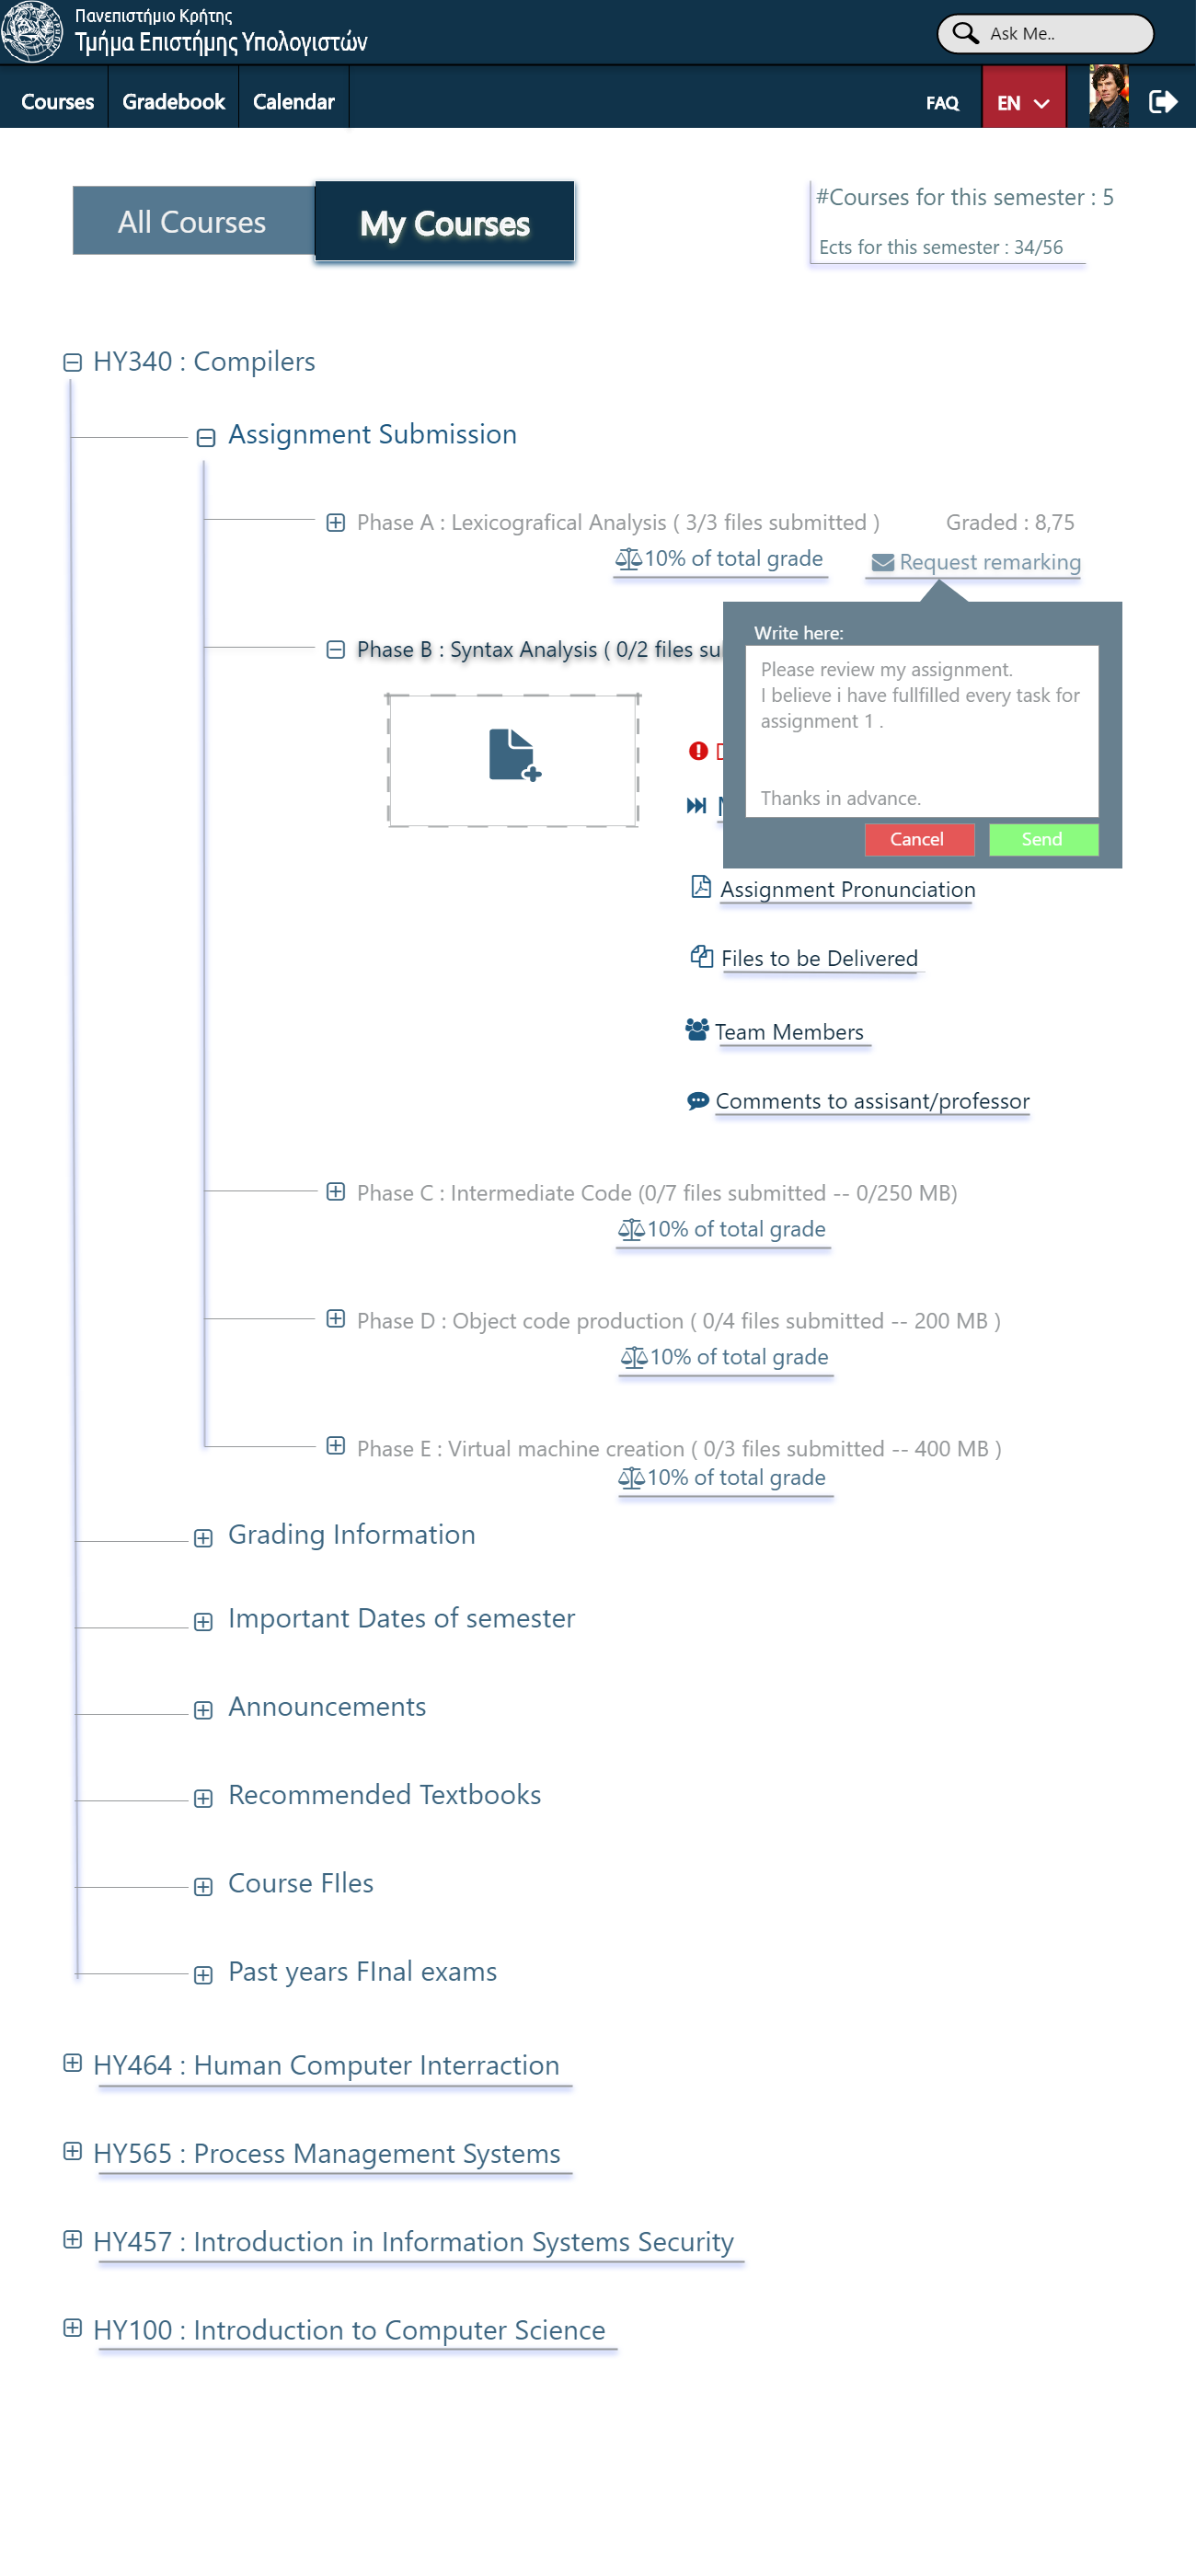 Πανεπιστήμιο Κρήτης
Τμήμα Επιστήμης Υπολογιστών
Ask Me..
Courses Gradebook Calendar FAQ EN
All Courses My Courses
#Courses for this semester : 5
Ects for this semester : 34/56
HY340 : Compilers
Assignment Submission
Phase A : Lexicografical Analysis ( 3/3 files submitted ) Graded : 8,75
10% of total grade Request remarking
Write here:
Phase B : Syntax Analysis ( 0/2 files
Please review my assignment.
I believe i have fullfilled every task for
assignment 1 .
Thanks in advance.
Cancel Send
Assignment Pronunciation
Files to be Delivered
Team Members
Comments to assisant/professor
Phase C : Intermediate Code (0/7 files submitted -- 0/250 MB)
10% of total grade
Phase D : Object code production ( 0/4 files submitted -- 200 MB )
10% of total grade
Phase E : Virtual machine creation ( 0/3 files submitted -- 400 MB )
10% of total grade
Grading Information
Important Dates of semester
Announcements
Recommended Textbooks
Course FIles
Past years FInal exams
HY464 : Human Computer Interraction
HY565 : Process Management Systems
HY457 : Introduction in Information Systems Security
HY100 : Introduction to Computer Science